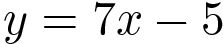 y = 7x − 5